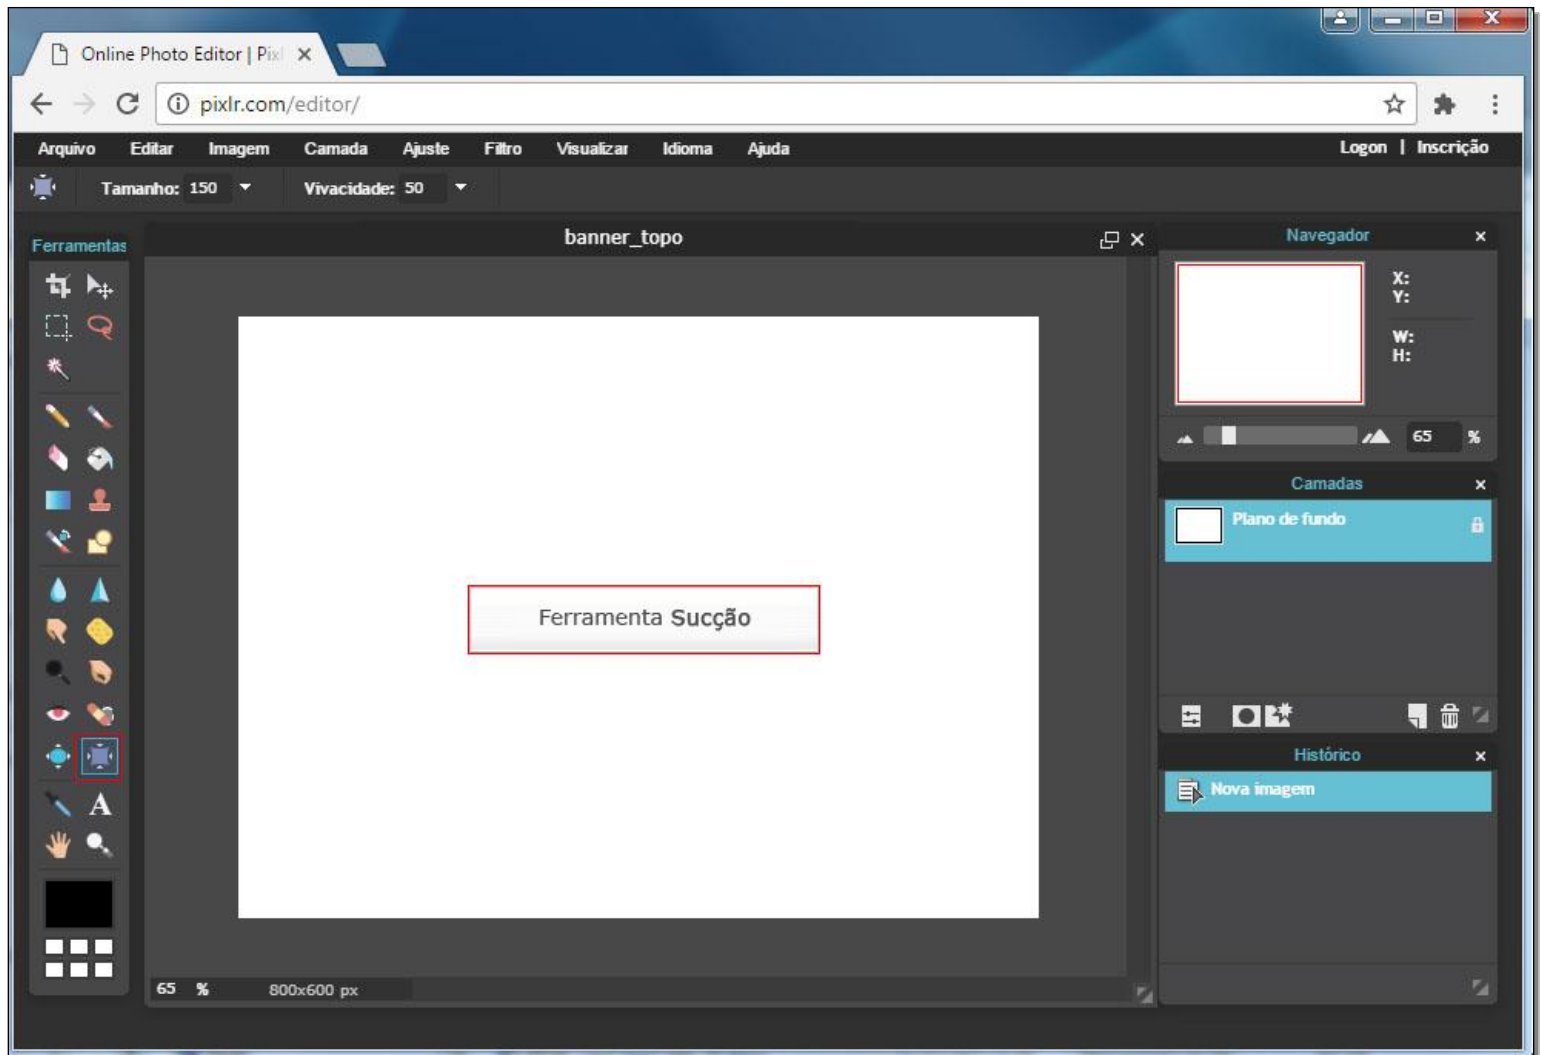 Online Photo Editor | Pixl
pixlr.com/editor/
Arquivo Editar Imagem Camada Ajuste Filtro Visualizar Idioma Ajuda Logon | Inscrição
Tamanho: 150 Vivacidade: 50
Ferramentas
banner_topo
Navegador
X:
Y:
W:
H:
65 %
Camadas
Plano de fundo
Ferramenta Sucção
Histórico
Nova imagem
A
65 % 800x600 px